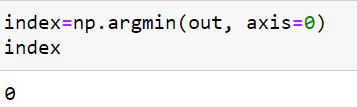 index=np.argmin(out, axis=0)
index
0